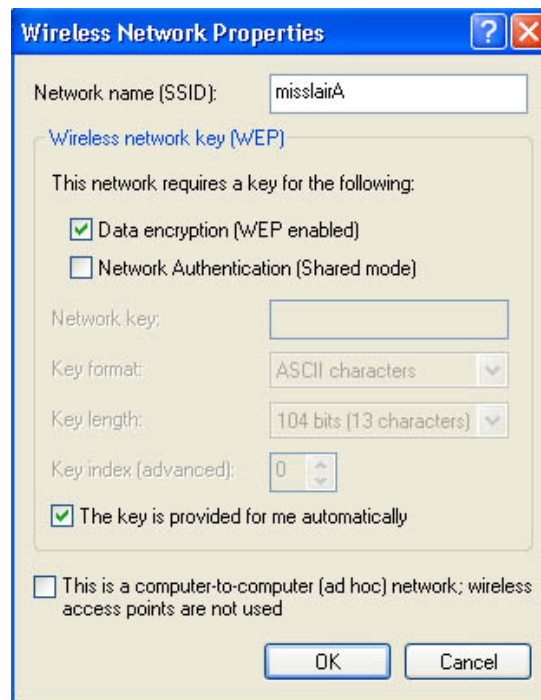 Wireless Network Properties
Network name (SSID): misslairA
Wireless network key (WEP)
This network requires a key for the following:
Data encryption (WEP enabled)
Network Authentication (Shared mode)
Network key:
Key format: ASCII characters
Key length: 104 bits (13 characters)
Key index (advanced): 0
The key is provided for me automatically
This is a computer-to-computer (ad hoc) network; wireless
access points are not used
OK Cancel